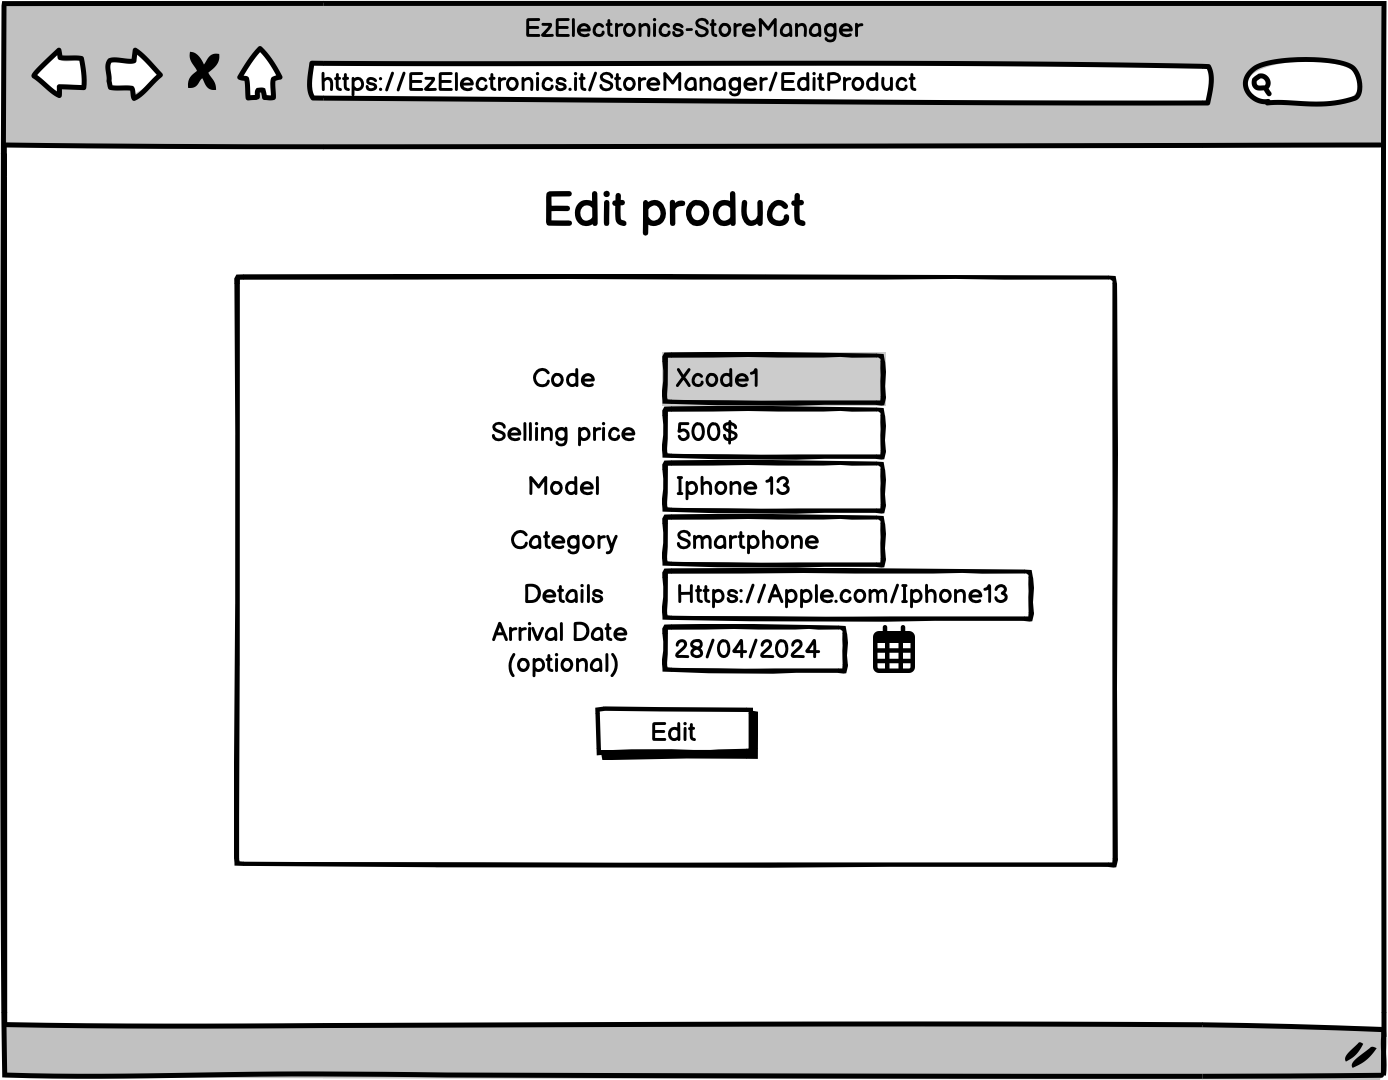 EzElectronics-StoreManager
https://EzElectronics.it/StoreManager/EditProduct
Edit product
Code Xcode1
Selling price 500$
Model Iphone 13
Category Smartphone
Details Https://Apple.com/Iphone13
Arrival Date
(optional) 28/04/2024
Edit